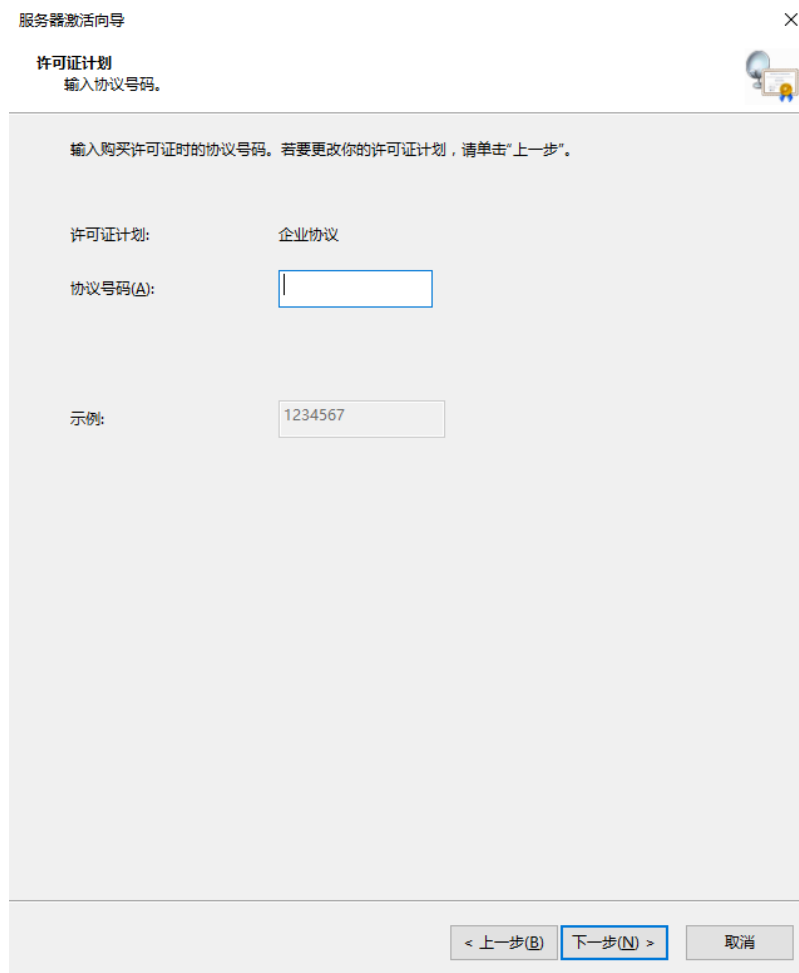 服务器激活向导
许可证计划
输入协议号码。
输入购买许可证时的协议号码。若要更改你的许可证计划，请单击"上一步"。
许可证计划: 企业协议
协议号码(A):
示例: 1234567
< 上一步(B) 下一步(N) > 取消